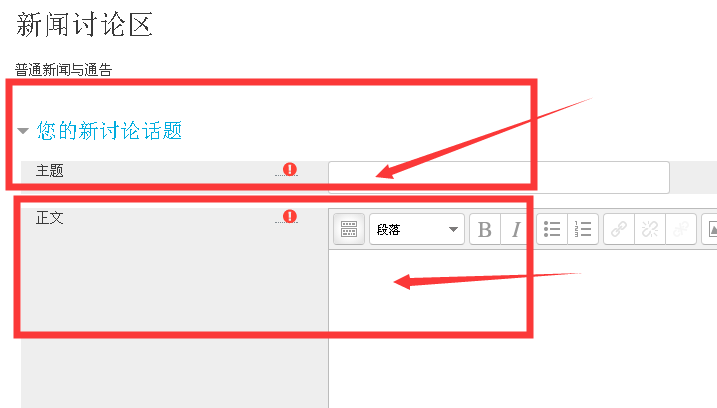 新闻讨论区
普通新闻与通告
您的新讨论话题
主题
正文
段落 B I